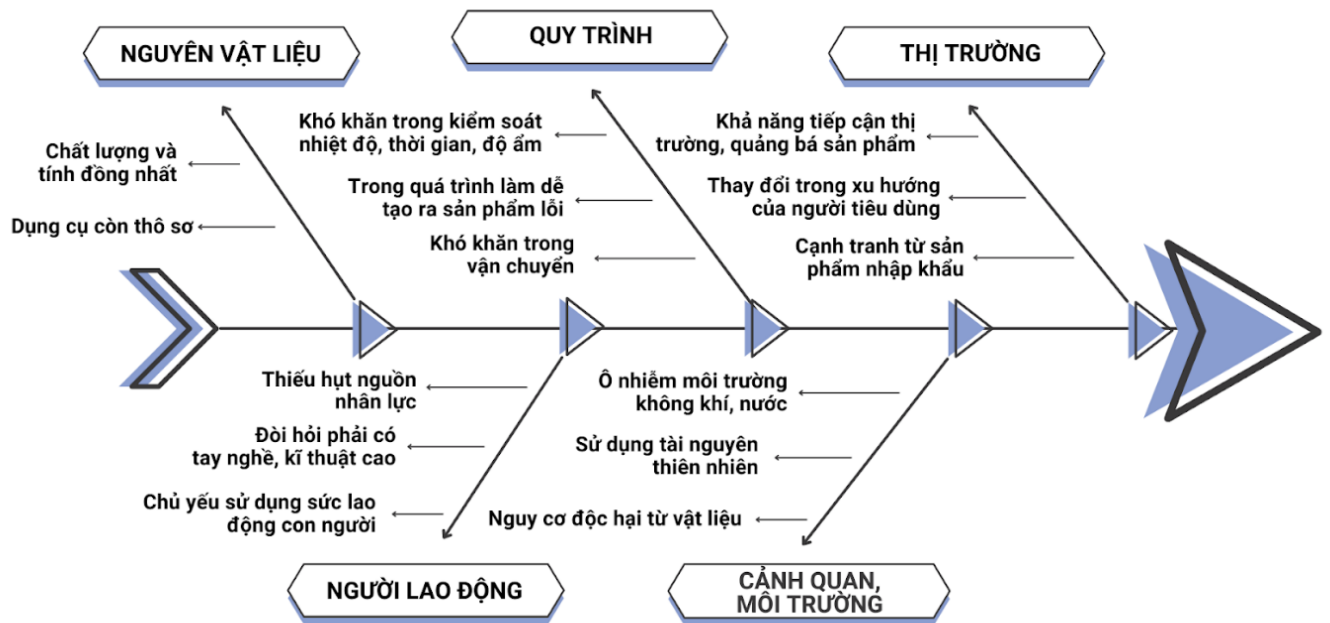 NGUYÊN VẬT LIỆU
Chất lượng và
tính đồng nhất
Dụng cụ còn thô sơ
QUY TRÌNH
Khó khăn trong kiểm soát
nhiệt độ, thời gian, độ ẩm
Trong quá trình làm dễ
tạo ra sản phẩm lỗi
Khó khăn trong
vận chuyển
THỊ TRƯỜNG
Khả năng tiếp cận thị
trường, quảng bá sản phẩm
Thay đổi trong xu hướng
của người tiêu dùng
Cạnh tranh từ sản
phẩm nhập khẩu
Thiếu hụt nguồn
nhân lực
Đòi hỏi phải có
tay nghề, kĩ thuật cao
Chủ yếu sử dụng sức lao
động con người
NGƯỜI LAO ĐỘNG
Ô nhiễm môi trường
không khí, nước
Sử dụng tài nguyên
thiên nhiên
Nguy cơ độc hại từ vật liệu
CẢNH QUAN,
MÔI TRƯỜNG